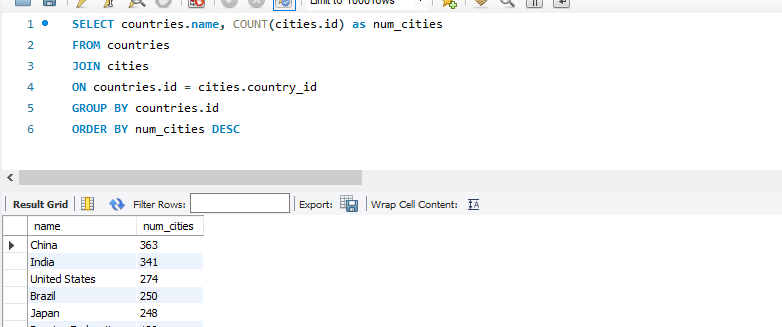 Limit to 1000 rows
1 SELECT countries.name, COUNT(cities.id) as num_cities
2 FROM countries
3 JOIN cities
4 ON countries.id = cities.country_id
5 GROUP BY countries.id
6 ORDER BY num_cities DESC
Result Grid Filter Rows: Export: Wrap Cell Content:
name num_cities
China 363
India 341
United States 274
Brazil 250
Japan 248